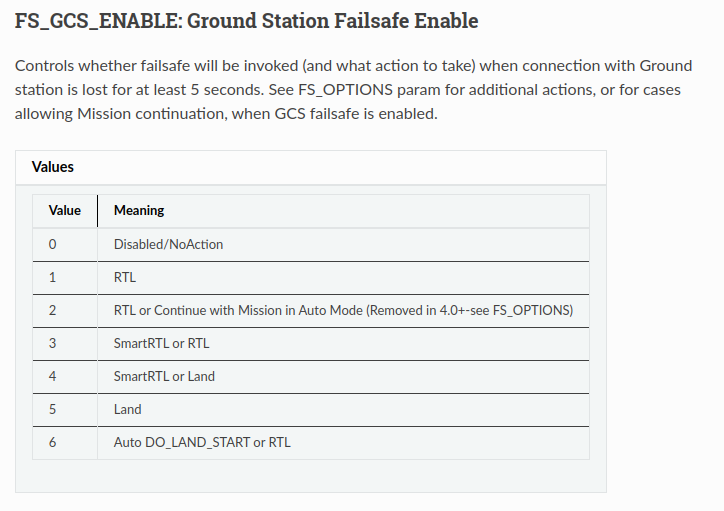 FS_GCS_ENABLE: Ground Station Failsafe Enable
Controls whether failsafe will be invoked (and what action to take) when connection with Ground
station is lost for at least 5 seconds. See FS_OPTIONS param for additional actions, or for cases
allowing Mission continuation, when GCS failsafe is enabled.
Values
Value Meaning
0 Disabled/NoAction
1 RTL
2 RTL or Continue with Mission in Auto Mode (Removed in 4.0+-see FS_OPTIONS)
3 SmartRTL or RTL
4 SmartRTL or Land
5 Land
6 Auto DO_LAND_START or RTL